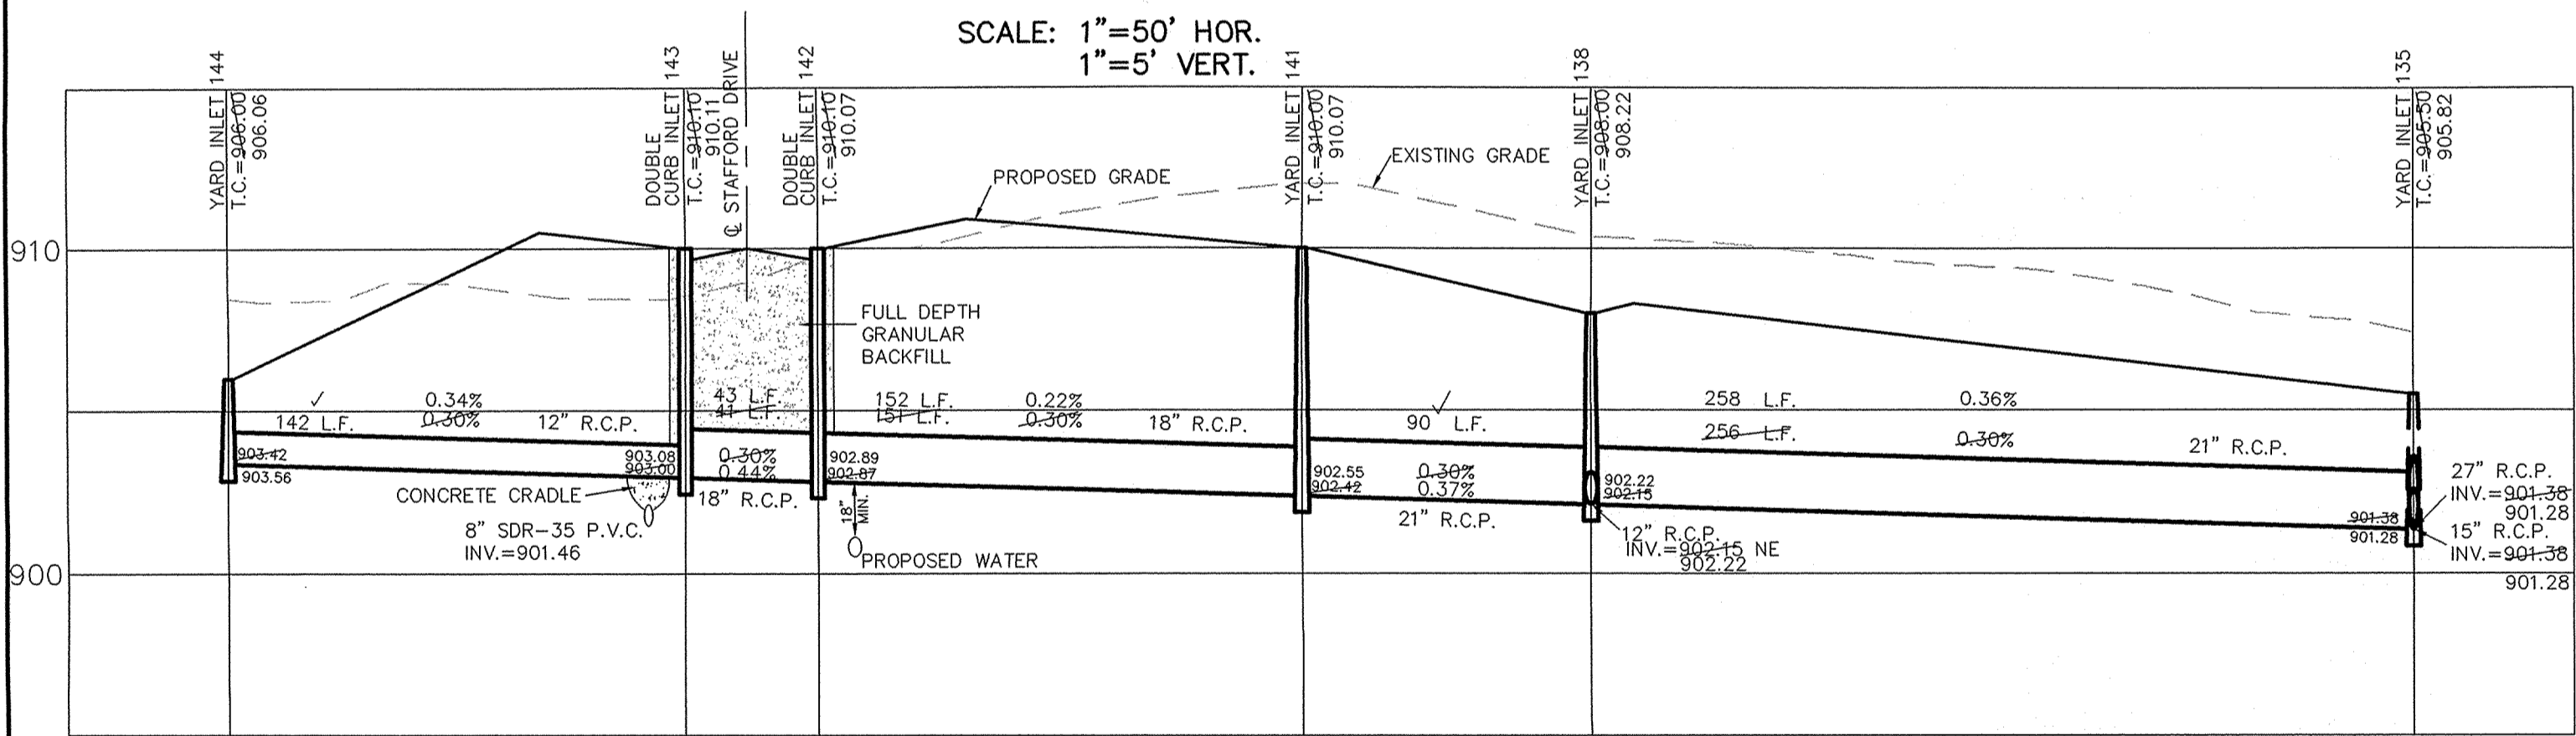 SCALE: 1"=50' HOR.
1"=5' VERT.
YARD INLET 144
T.C.=906.00
906.06
DOUBLE
CURB INLET 143
T.C.=910.10
910.11
℄ STAFFORD DRIVE
DOUBLE
CURB INLET 142
T.C.=910.10
910.07
YARD INLET 141
T.C.=910.00
910.07
YARD INLET 138
T.C.=908.00
908.22
YARD INLET 135
T.C.=905.50
905.82
PROPOSED GRADE
EXISTING GRADE
910
FULL DEPTH
GRANULAR
BACKFILL
✓ 0.34%
142 L.F. 0.30% 12" R.C.P.
43 L.F.
41 L.F.
152 L.F. 0.22%
151 L.F. 0.30% 18" R.C.P.
✓
90 L.F.
258 L.F. 0.36%
256 L.F. 0.30% 21" R.C.P.
903.42
903.56
903.08
903.00
0.30%
0.44%
18" R.C.P.
902.89
902.87
902.55
902.42
0.30%
0.37%
21" R.C.P.
902.22
902.15
901.38
901.28
27" R.C.P.
INV.=901.38
901.28
15" R.C.P.
INV.=901.38
901.28
CONCRETE CRADLE
8" SDR-35 P.V.C.
INV.=901.46
18"
MIN.
PROPOSED WATER
12" R.C.P.
INV.=902.15 NE
902.22
900